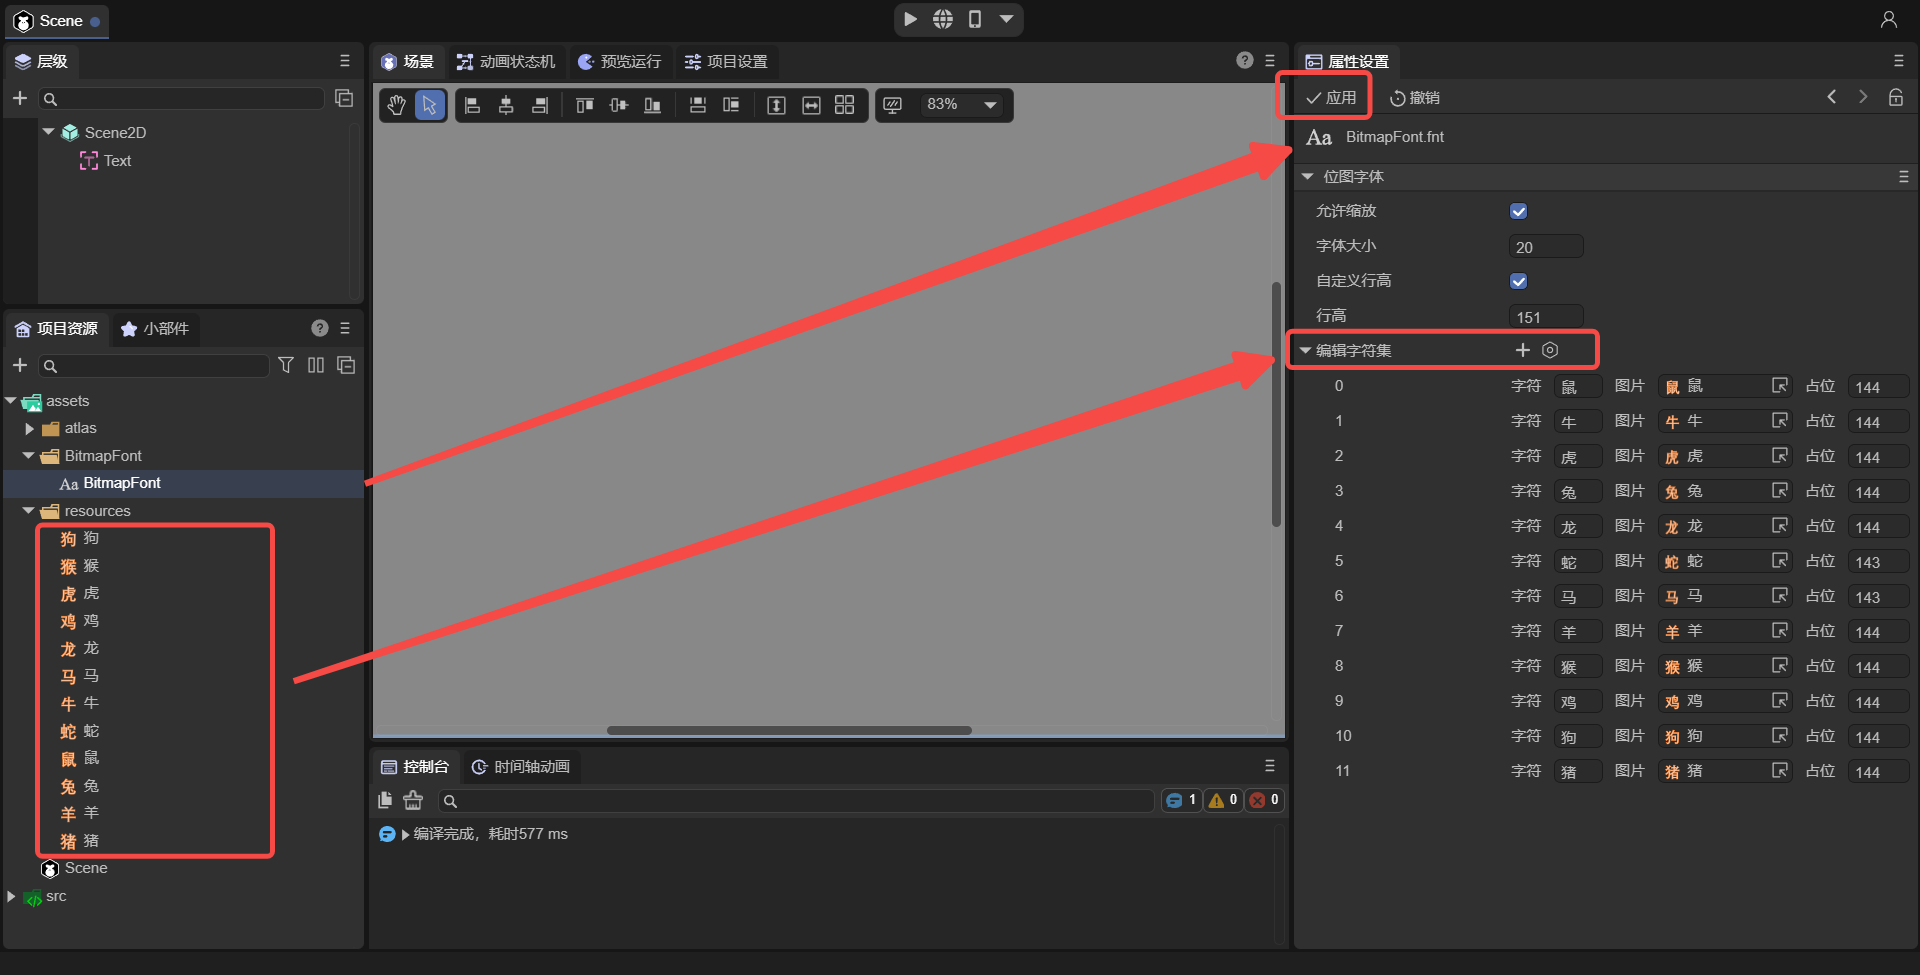 Scene
层级
Scene2D
Text
项目资源 小部件
assets
atlas
BitmapFont
Aa BitmapFont
resources
狗 狗
猴 猴
虎 虎
鸡 鸡
龙 龙
马 马
牛 牛
蛇 蛇
鼠 鼠
兔 兔
羊 羊
猪 猪
Scene
src
场景 动画状态机 预览运行 项目设置
83%
控制台 时间轴动画
1 0 0
编译完成，耗时577 ms
属性设置
应用 撤销
Aa BitmapFont.fnt
位图字体
允许缩放
字体大小 20
自定义行高
行高 151
编辑字符集
0 字符 鼠 图片 鼠 鼠 占位 144
1 字符 牛 图片 牛 牛 占位 144
2 字符 虎 图片 虎 虎 占位 144
3 字符 兔 图片 兔 兔 占位 144
4 字符 龙 图片 龙 龙 占位 144
5 字符 蛇 图片 蛇 蛇 占位 143
6 字符 马 图片 马 马 占位 143
7 字符 羊 图片 羊 羊 占位 144
8 字符 猴 图片 猴 猴 占位 144
9 字符 鸡 图片 鸡 鸡 占位 144
10 字符 狗 图片 狗 狗 占位 144
11 字符 猪 图片 猪 猪 占位 144